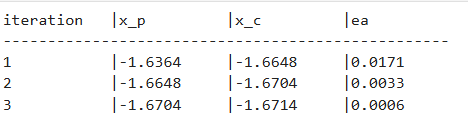 iteration |x_p |x_c |ea
------------------------------------------------
1 |-1.6364 |-1.6648 |0.0171
2 |-1.6648 |-1.6704 |0.0033
3 |-1.6704 |-1.6714 |0.0006